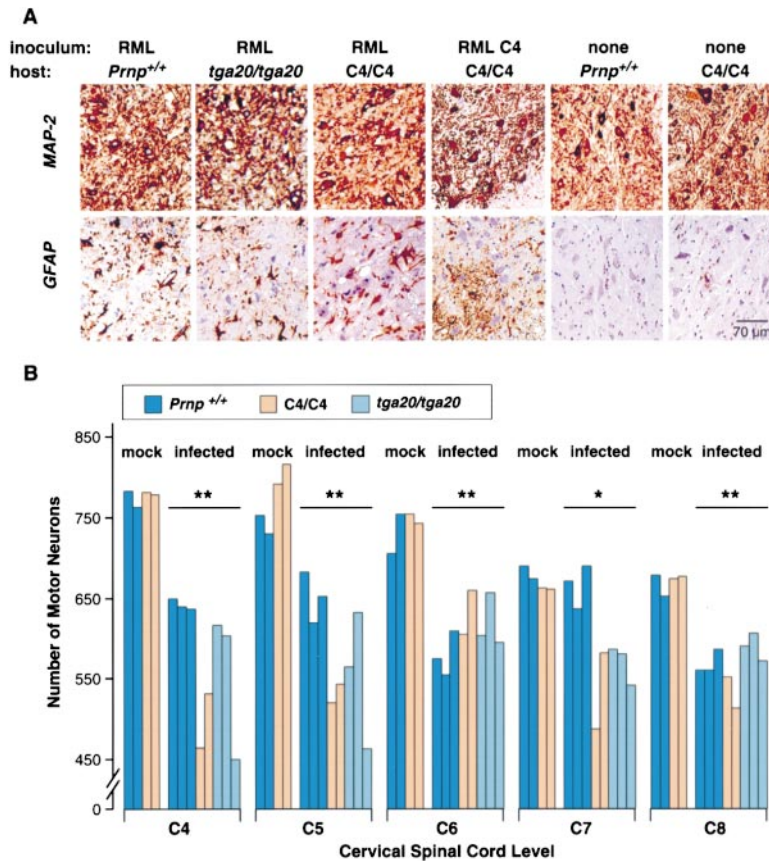 A
inoculum: RML RML RML RML C4 none none
host: Prnp+/+ tga20/tga20 C4/C4 C4/C4 Prnp+/+ C4/C4
MAP-2
GFAP
70 um
B
Prnp +/+ C4/C4 tga20/tga20
850
750
650
550
450
0
Number of Motor Neurons
mock infected mock infected mock infected mock infected mock infected
** ** ** * **
C4 C5 C6 C7 C8
Cervical Spinal Cord Level